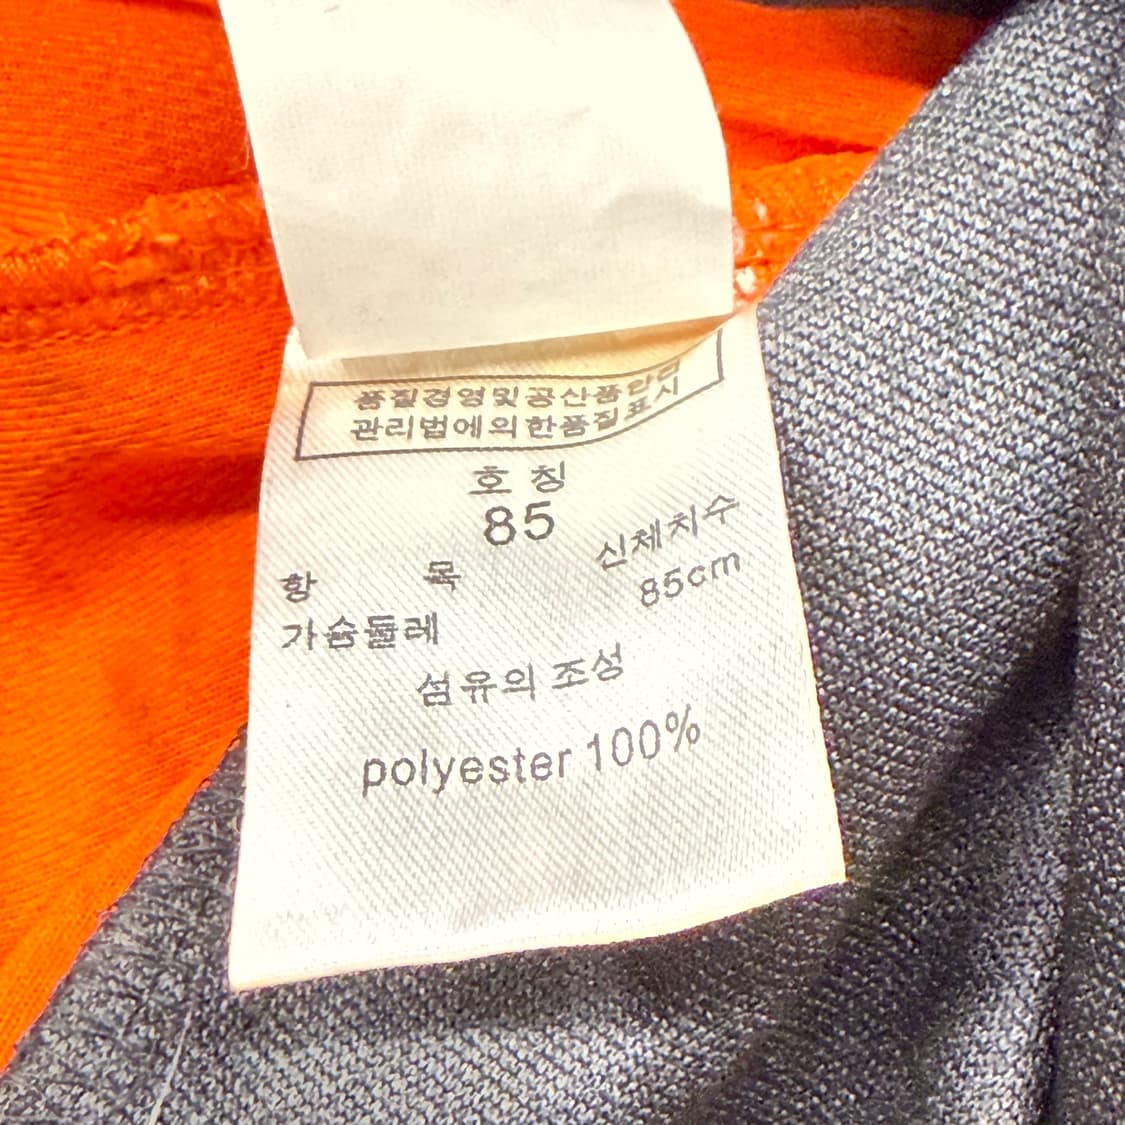 품질경영및공산품안전
관리법에의한품질표시
호칭
85
항 목 신체치수
가슴둘레 85cm
섬유의 조성
polyester 100%